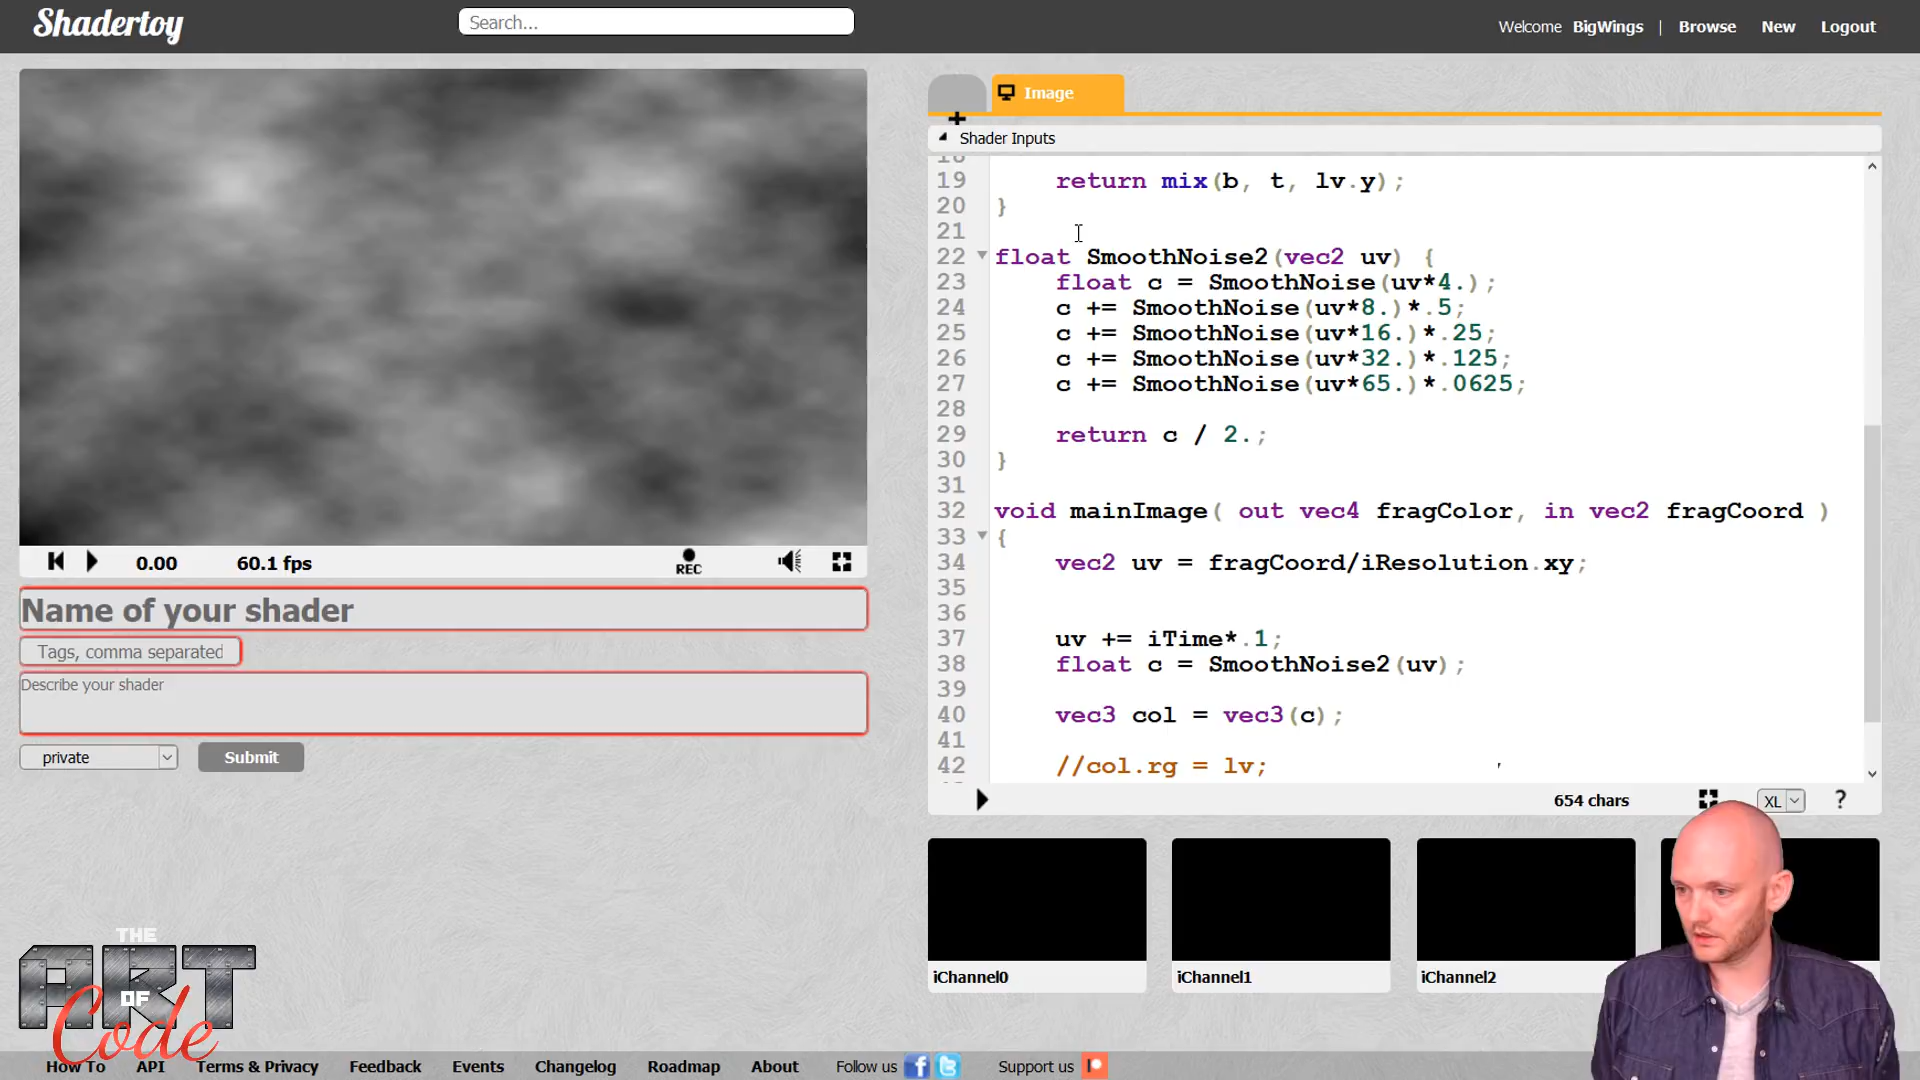 Shadertoy
Search...
Welcome BigWings | Browse New Logout
Image
Shader Inputs
18
19 return mix(b, t, lv.y);
20 }
21
22 float SmoothNoise2(vec2 uv) {
23 float c = SmoothNoise(uv*4.);
24 c += SmoothNoise(uv*8.)*.5;
25 c += SmoothNoise(uv*16.)*.25;
26 c += SmoothNoise(uv*32.)*.125;
27 c += SmoothNoise(uv*65.)*.0625;
28
29 return c / 2.;
30 }
31
32 void mainImage( out vec4 fragColor, in vec2 fragCoord )
33 {
34 vec2 uv = fragCoord/iResolution.xy;
35
36
37 uv += iTime*.1;
38 float c = SmoothNoise2(uv);
39
40 vec3 col = vec3(c);
41
42 //col.rg = lv;
654 chars XL ?
0.00 60.1 fps REC
Name of your shader
Tags, comma separated
Describe your shader
private Submit
iChannel0 iChannel1 iChannel2
THE
ART
OF
Code
How To API Terms & Privacy Feedback Events Changelog Roadmap About Follow us Support us